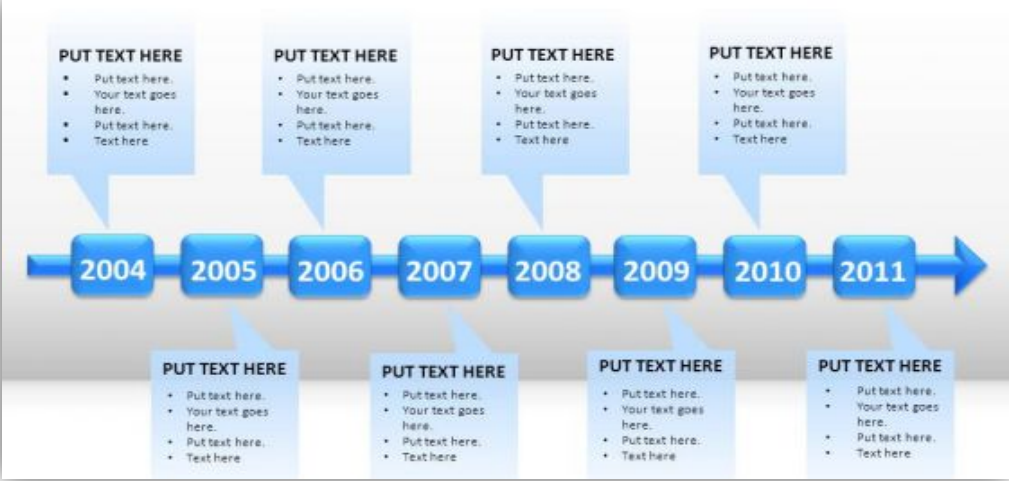 PUT TEXT HERE
▪ Put text here.
▪ Your text goes
here.
▪ Put text here.
▪ Text here
PUT TEXT HERE
• Put text here.
• Your text goes
here.
• Put text here.
• Text here
PUT TEXT HERE
• Put text here.
• Your text goes
here.
• Put text here.
• Text here
PUT TEXT HERE
• Put text here.
• Your text goes
here.
• Put text here.
• Text here
2004 2005 2006 2007 2008 2009 2010 2011
PUT TEXT HERE
• Put text here.
• Your text goes
here.
• Put text here.
• Text here
PUT TEXT HERE
• Put text here.
• Your text goes
here.
• Put text here.
• Text here
PUT TEXT HERE
• Put text here.
• Your text goes
here.
• Put text here.
• Text here
PUT TEXT HERE
• Put text here.
• Your text goes
here.
• Put text here.
• Text here